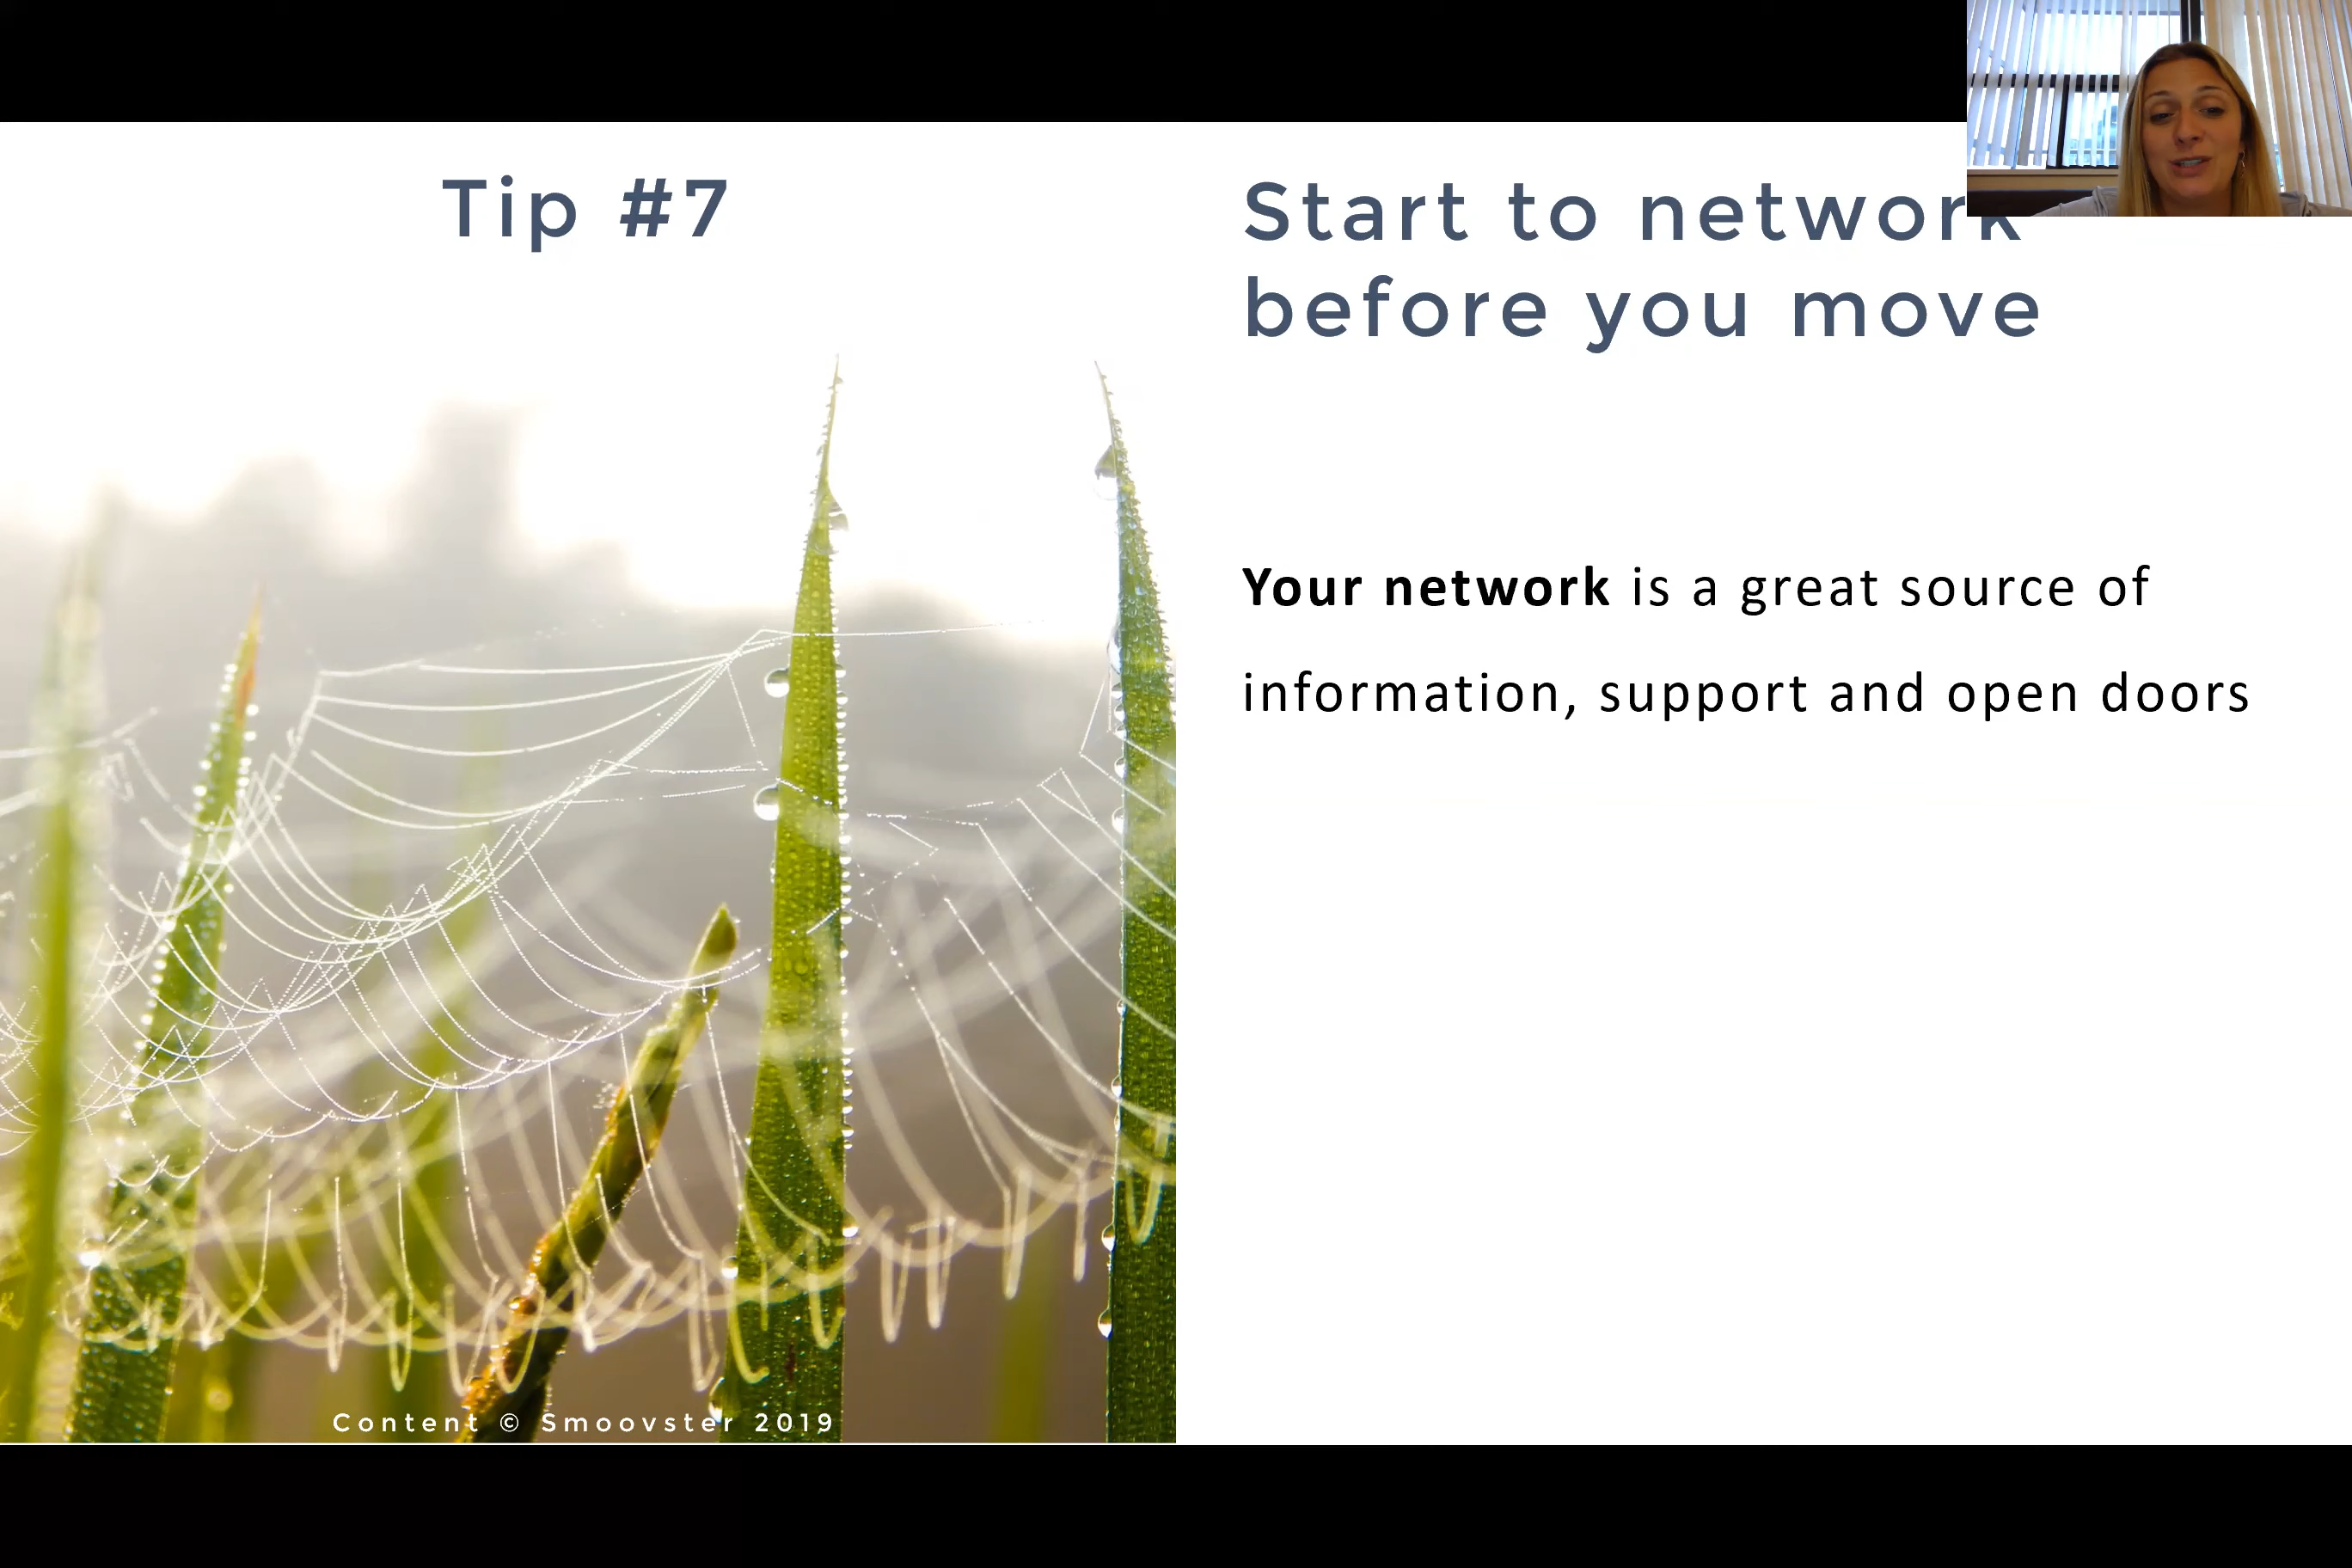 Tip #7
Start to network
before you move
Your network is a great source of
information, support and open doors
Content © Smoovster 2019